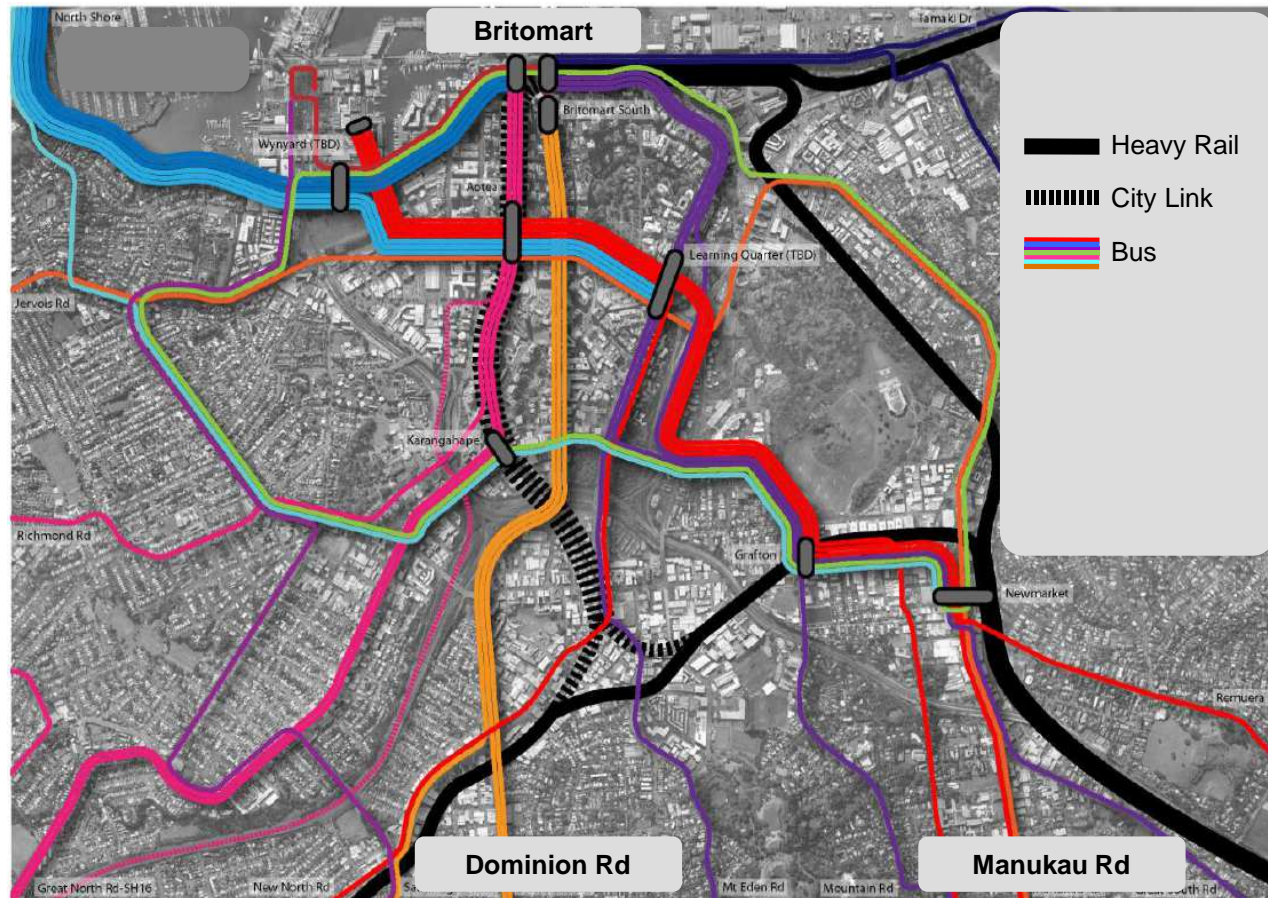 North Shore
Britomart
Tamaki Dr
Britomart South
Wynyard (TBD)
Aotea
Heavy Rail
City Link
Bus
Learning Quarter (TBD)
Jervois Rd
Karangahape
Richmond Rd
Grafton
Newmarket
Remuera
Dominion Rd
Manukau Rd
Great North Rd-SH16
New North Rd
Mt Eden Rd
Mountain Rd
Great South Rd